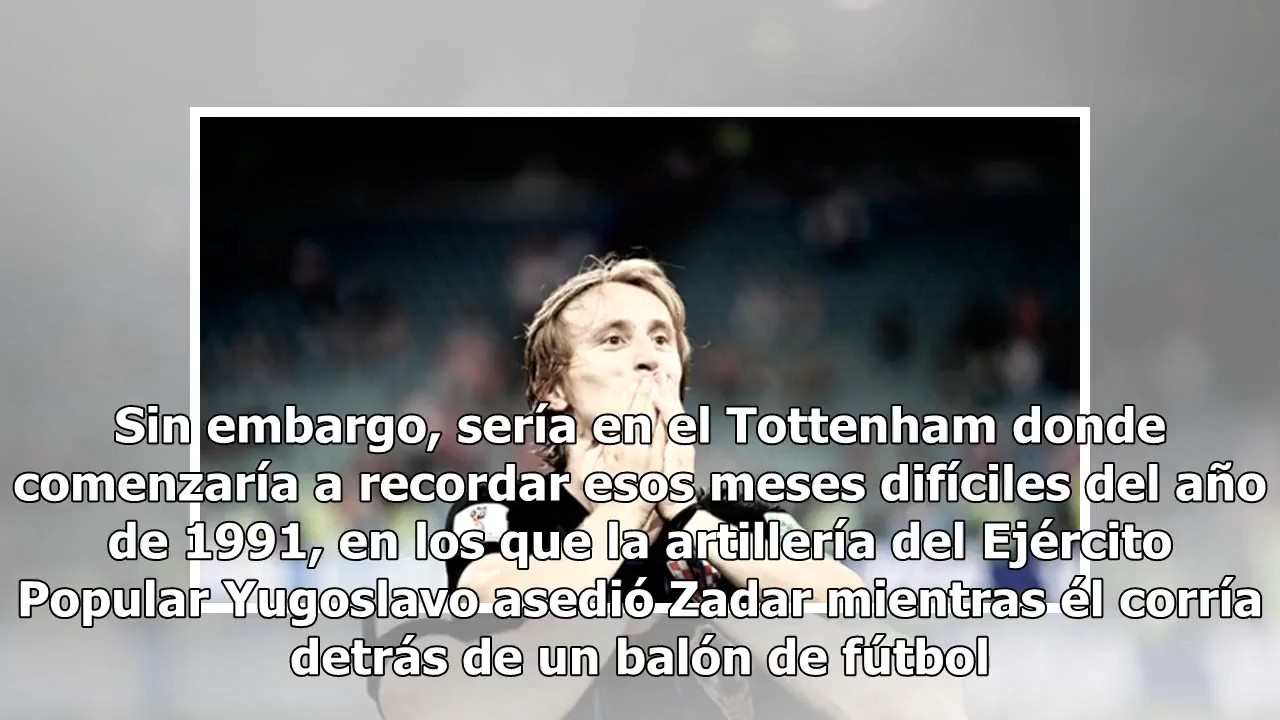 Sin embargo, sería en el Tottenham donde
comenzaría a recordar esos meses difíciles del año
de 1991, en los que la artillería del Ejército
Popular Yugoslavo asedió Zadar mientras él corría
detrás de un balón de fútbol